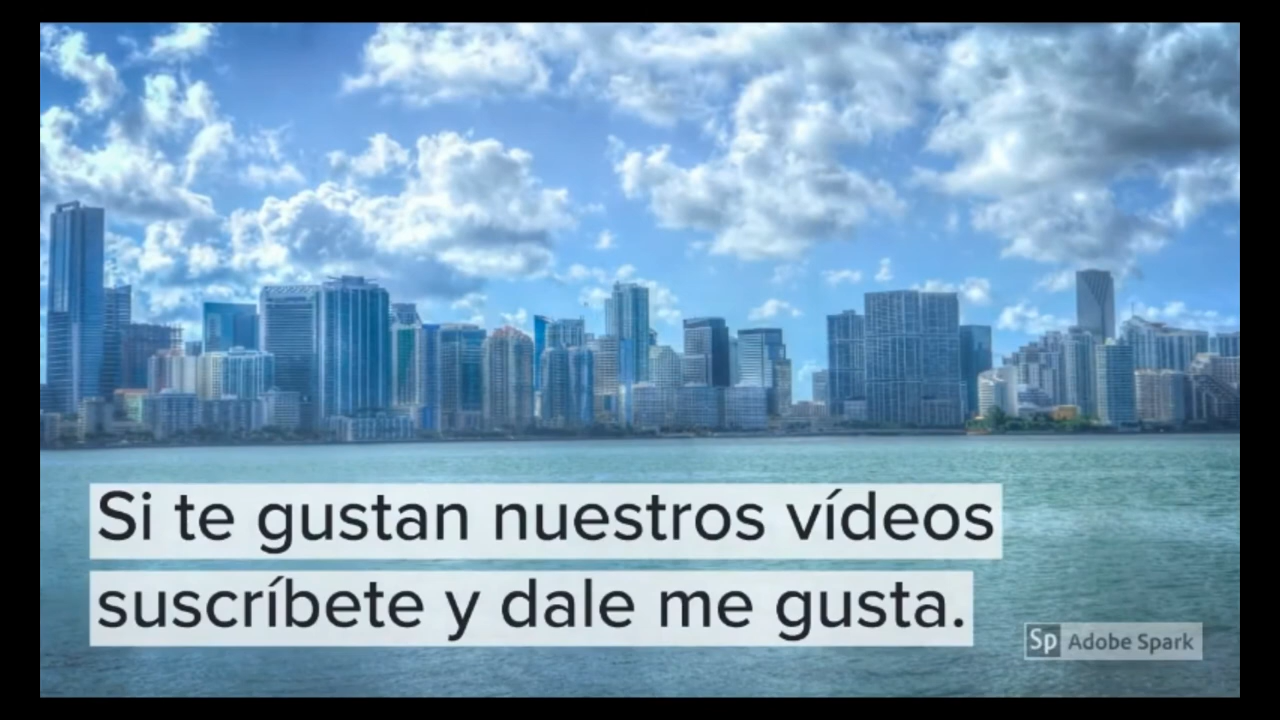 Si te gustan nuestros vídeos
suscríbete y dale me gusta.
Sp Adobe Spark